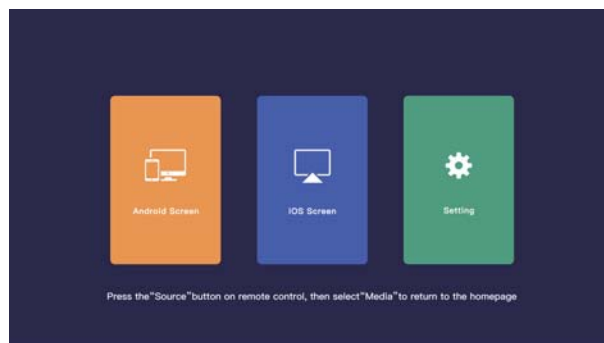 Android Screen
IOS Screen
Setting
Press the"Source"button on remote control, then select"Media"to return to the homepage